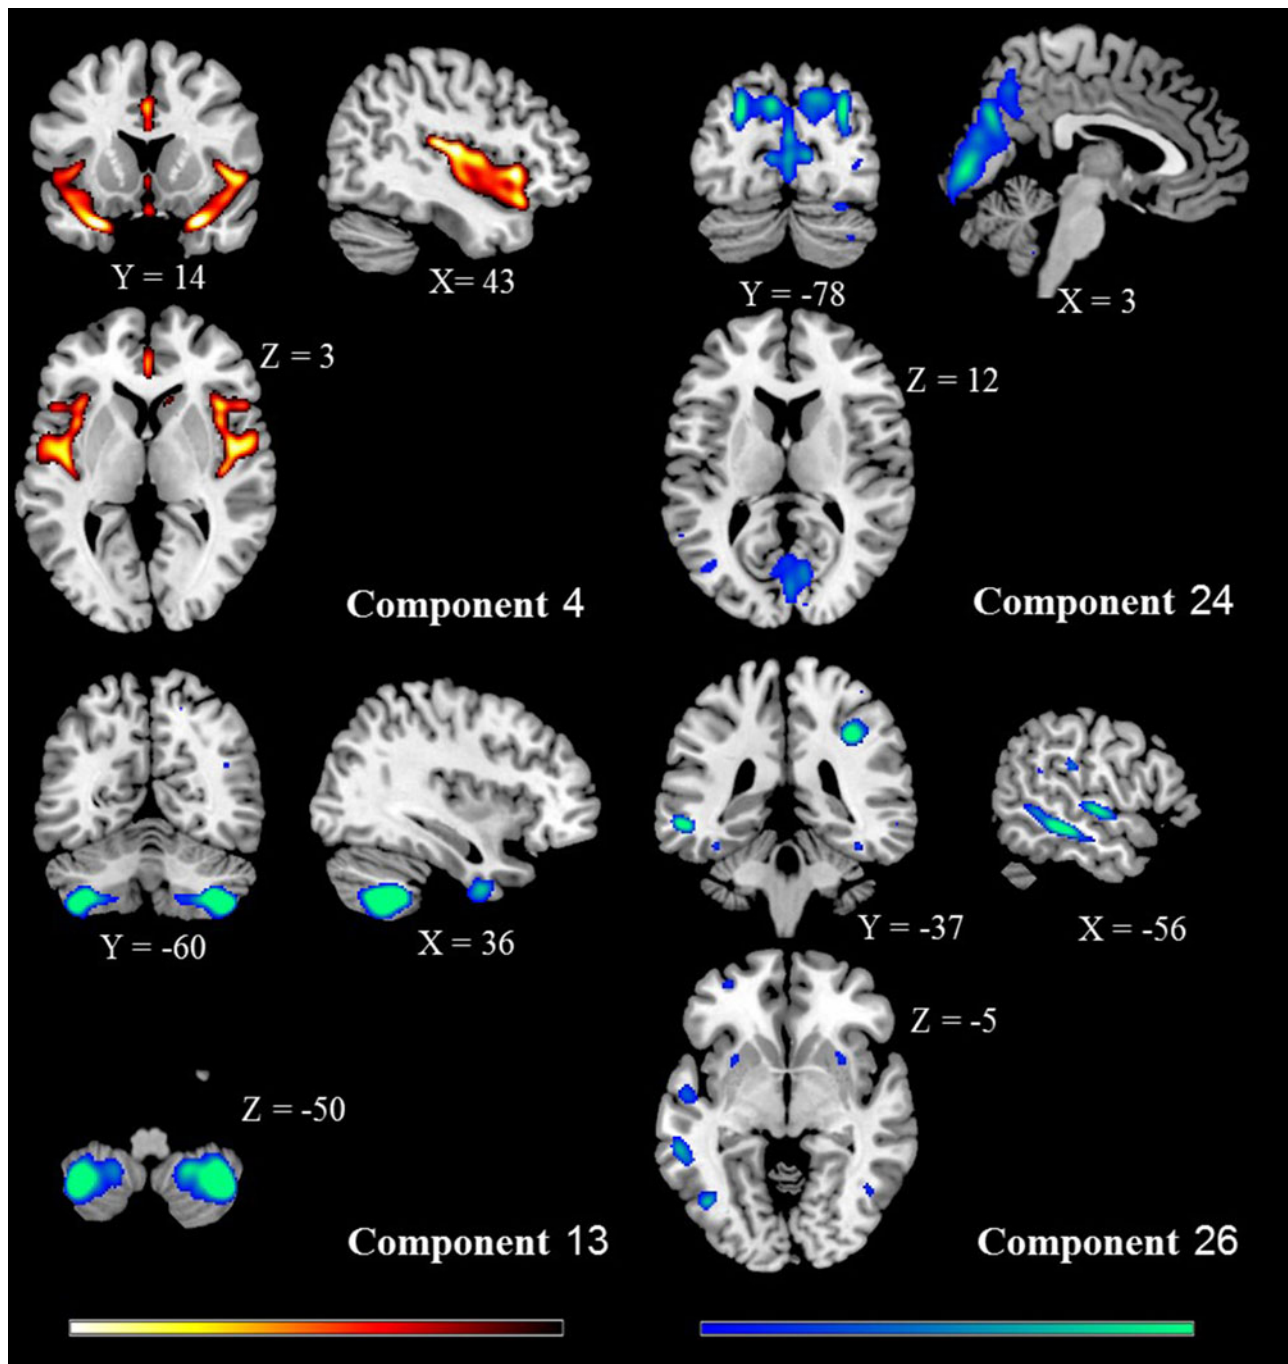 Y = 14
X= 43
Z = 3
Component 4
Y = -78
X = 3
Z = 12
Component 24
Y = -60
X = 36
Z = -50
Component 13
Y = -37
X = -56
Z = -5
Component 26